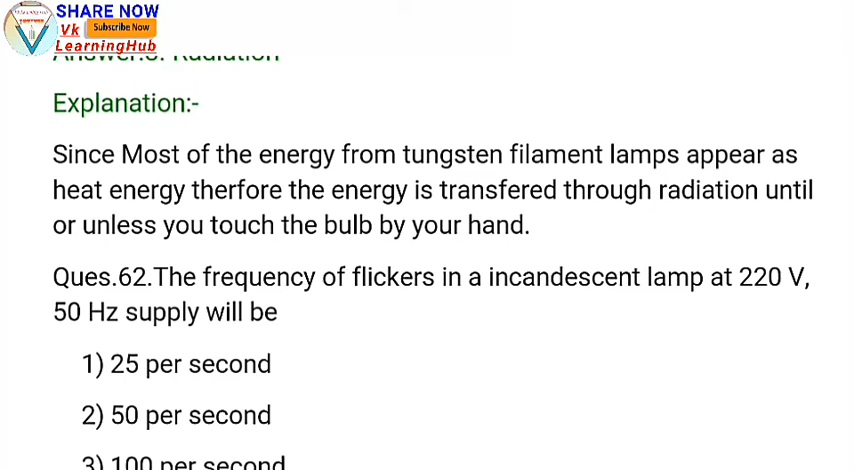 SHARE NOW
Vk
Subscribe Now
LearningHub
Answer:3. Radiation
Explanation:-
Since Most of the energy from tungsten filament lamps appear as
heat energy therfore the energy is transfered through radiation until
or unless you touch the bulb by your hand.
Ques.62.The frequency of flickers in a incandescent lamp at 220 V,
50 Hz supply will be
1) 25 per second
2) 50 per second
3) 100 per second